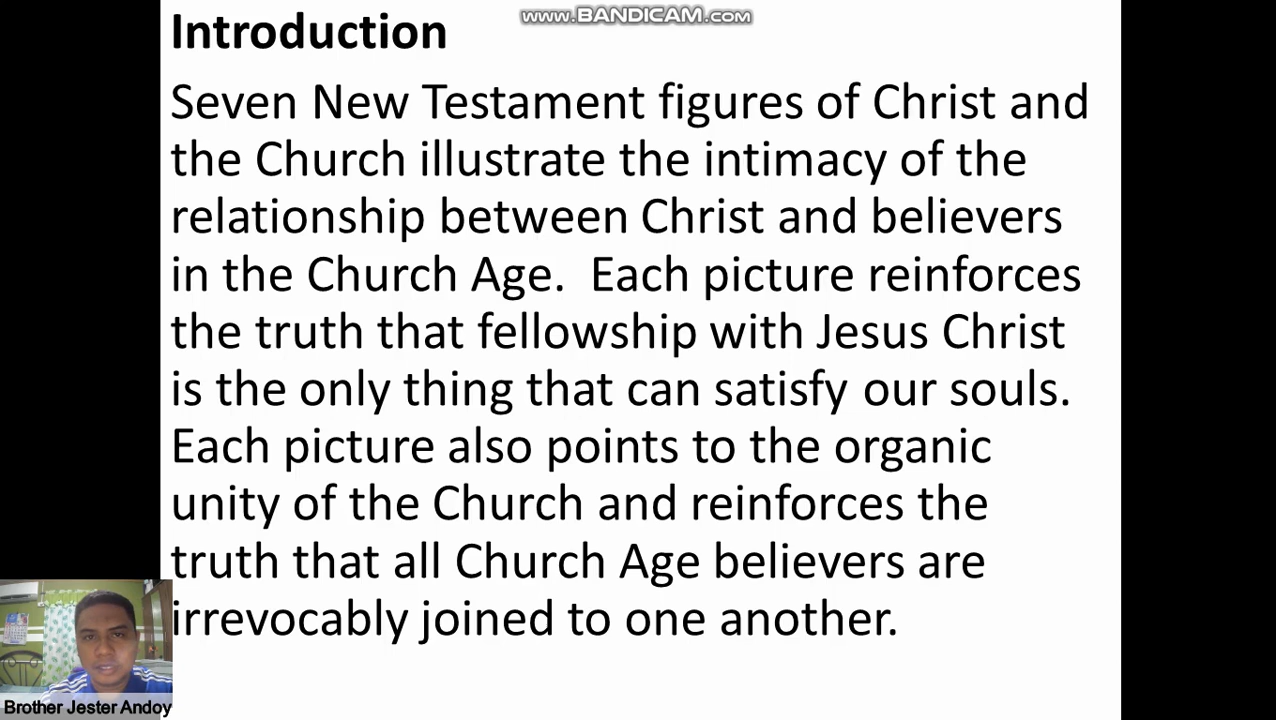 www.BANDICAM.com
Introduction
Seven New Testament figures of Christ and
the Church illustrate the intimacy of the
relationship between Christ and believers
in the Church Age.  Each picture reinforces
the truth that fellowship with Jesus Christ
is the only thing that can satisfy our souls.
Each picture also points to the organic
unity of the Church and reinforces the
truth that all Church Age believers are
irrevocably joined to one another.
Brother Jester Andoy